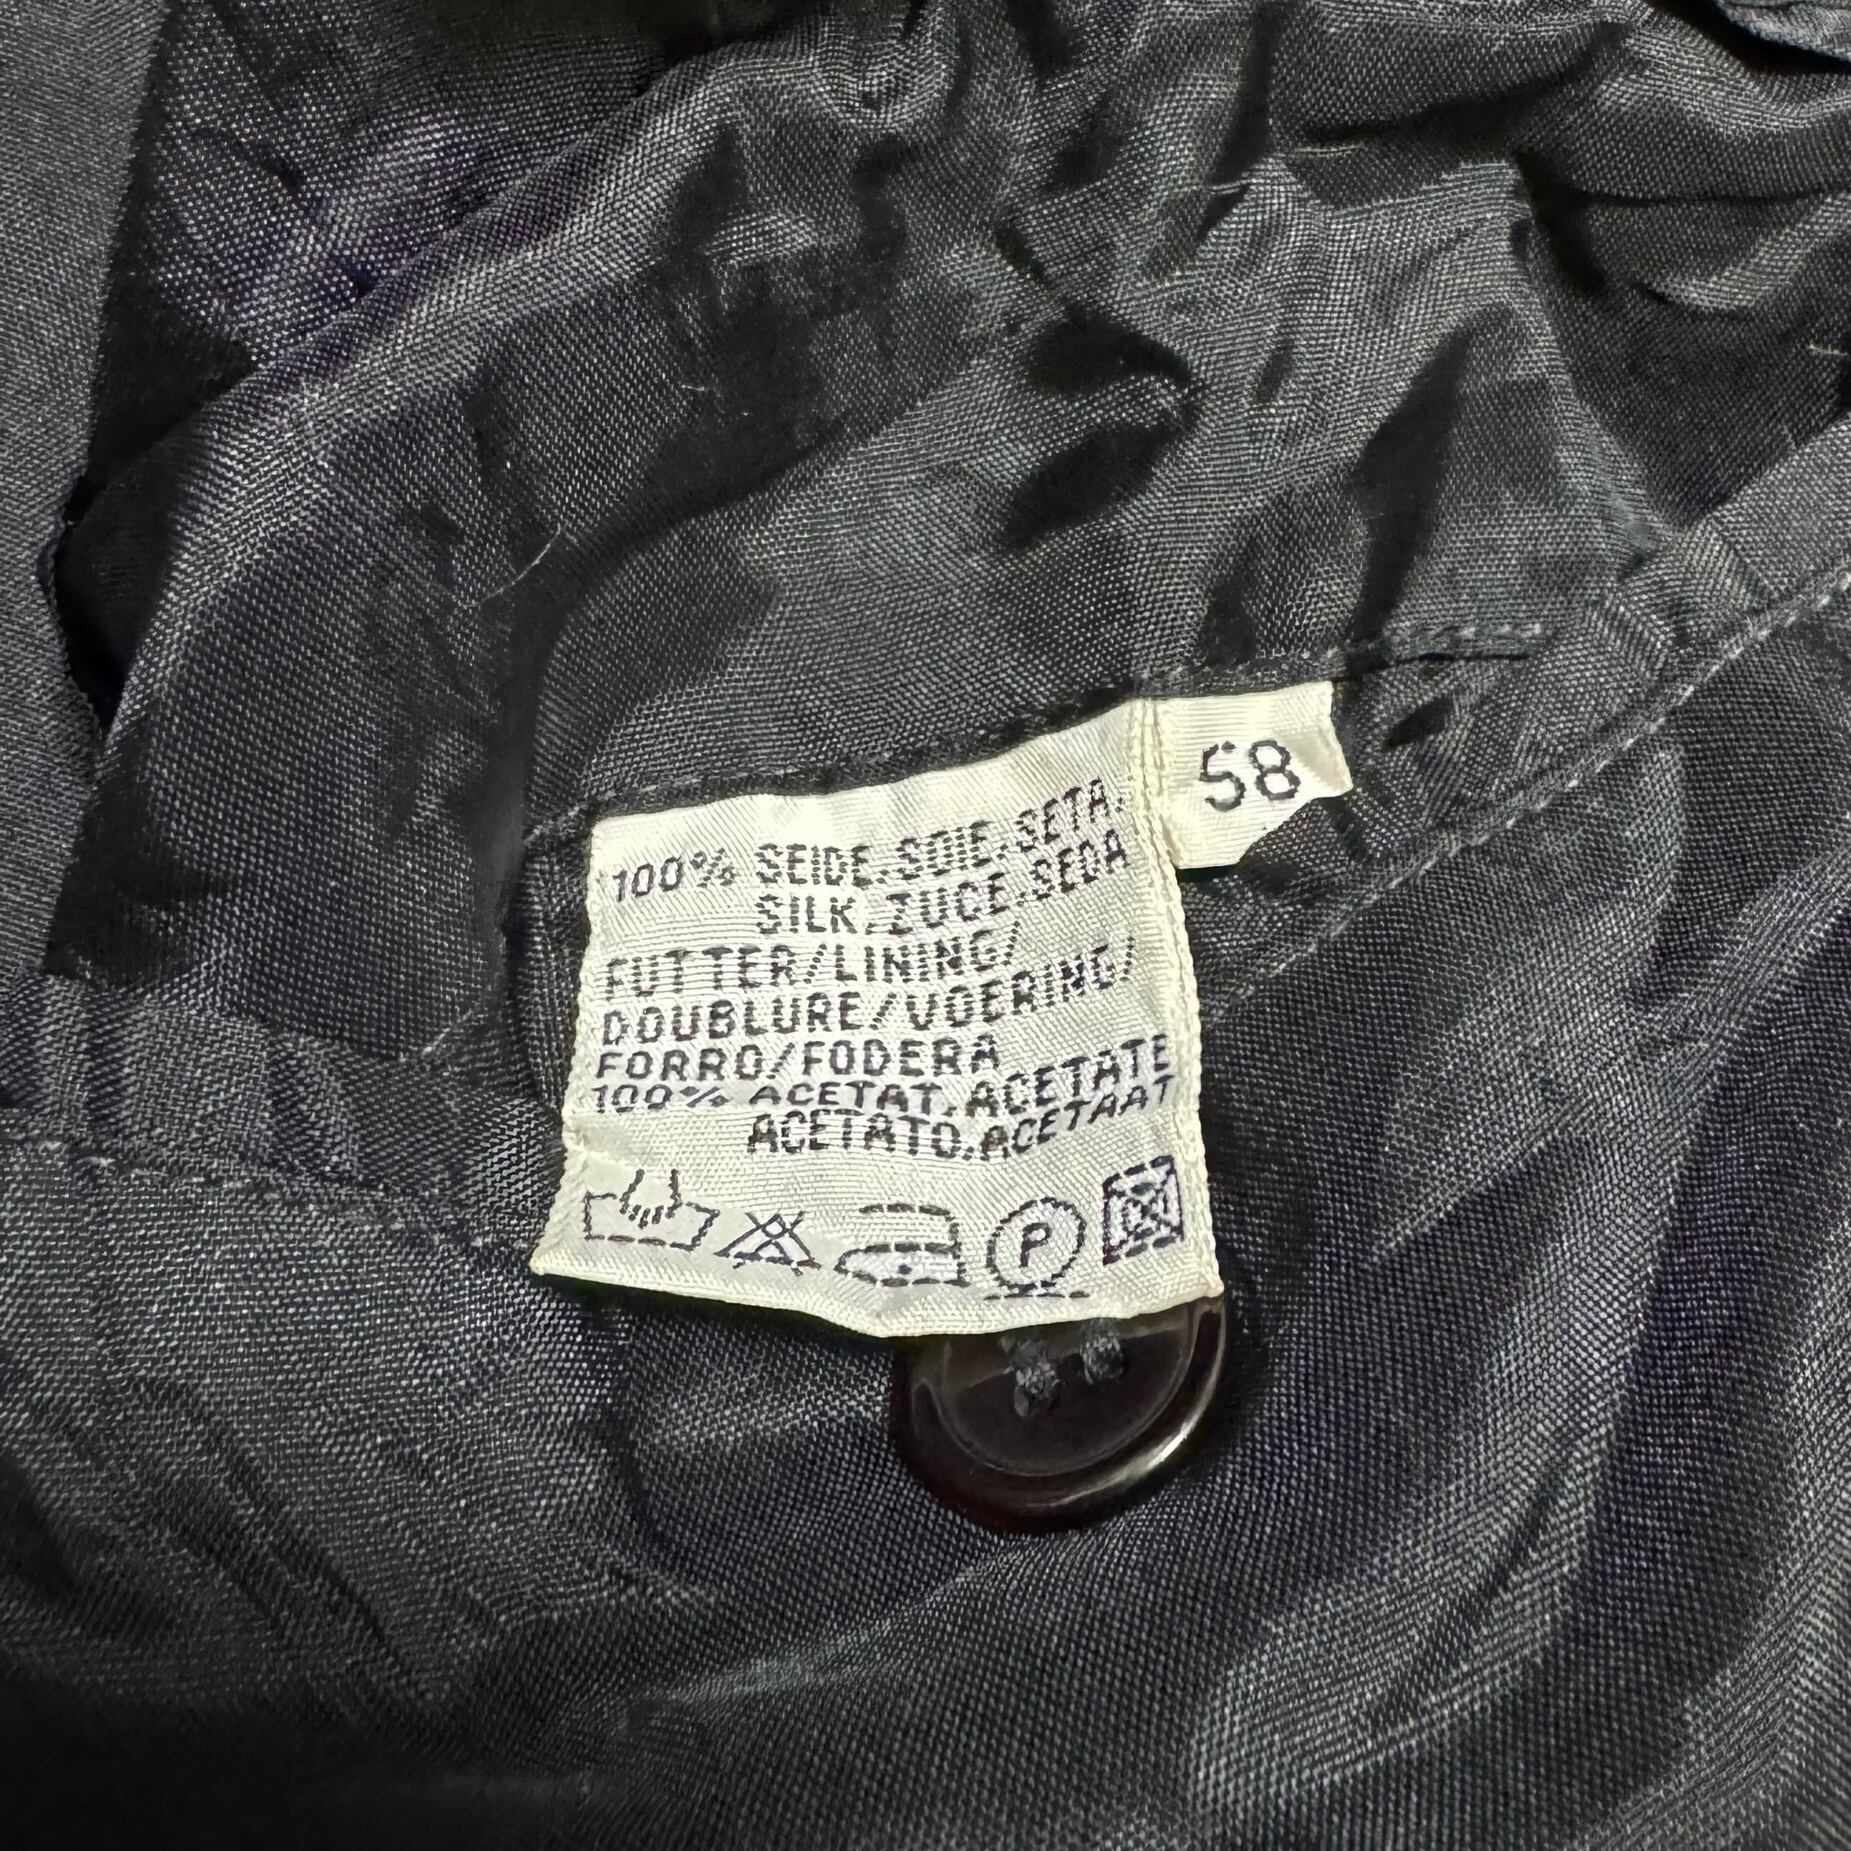 58
100% SEIDE.SOIE.SETA.
SILK.ZIJDE.SEDA
FUTTER/LINING/
DOUBLURE/VOERING/
FORRO/FODERA
100% ACETAT.ACETATE
ACETATO.ACETAAT
P